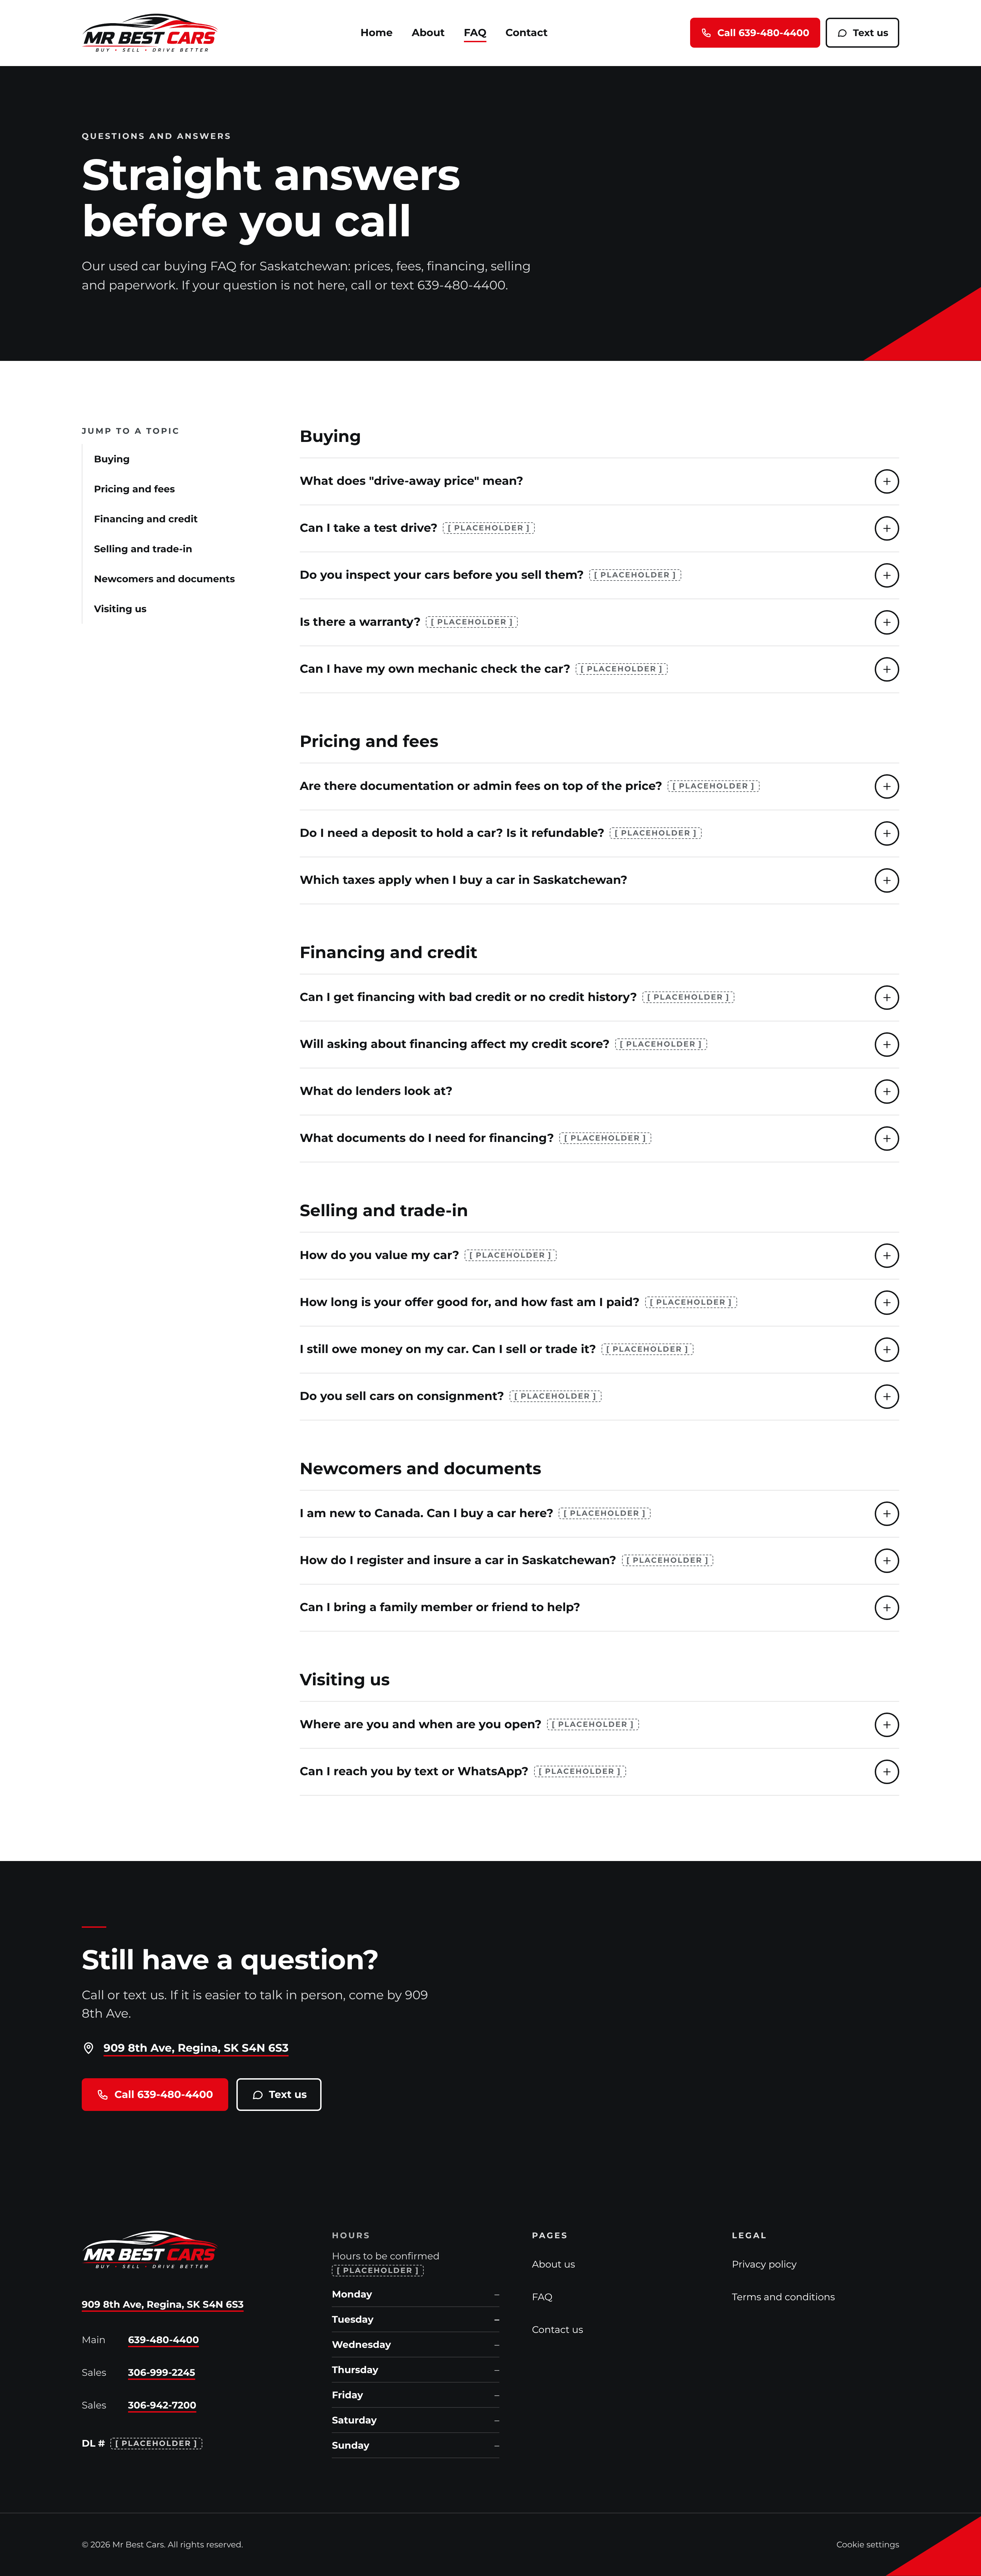 MR BEST CARS
BUY • SELL • DRIVE BETTER
Home
About
FAQ
Contact
Call 639-480-4400
Text us
QUESTIONS AND ANSWERS
Straight answers
before you call
Our used car buying FAQ for Saskatchewan: prices, fees, financing, selling
and paperwork. If your question is not here, call or text 639-480-4400.
JUMP TO A TOPIC
Buying
Pricing and fees
Financing and credit
Selling and trade-in
Newcomers and documents
Visiting us
Buying
What does "drive-away price" mean?
Can I take a test drive? [ PLACEHOLDER ]
Do you inspect your cars before you sell them? [ PLACEHOLDER ]
Is there a warranty? [ PLACEHOLDER ]
Can I have my own mechanic check the car? [ PLACEHOLDER ]
Pricing and fees
Are there documentation or admin fees on top of the price? [ PLACEHOLDER ]
Do I need a deposit to hold a car? Is it refundable? [ PLACEHOLDER ]
Which taxes apply when I buy a car in Saskatchewan?
Financing and credit
Can I get financing with bad credit or no credit history? [ PLACEHOLDER ]
Will asking about financing affect my credit score? [ PLACEHOLDER ]
What do lenders look at?
What documents do I need for financing? [ PLACEHOLDER ]
Selling and trade-in
How do you value my car? [ PLACEHOLDER ]
How long is your offer good for, and how fast am I paid? [ PLACEHOLDER ]
I still owe money on my car. Can I sell or trade it? [ PLACEHOLDER ]
Do you sell cars on consignment? [ PLACEHOLDER ]
Newcomers and documents
I am new to Canada. Can I buy a car here? [ PLACEHOLDER ]
How do I register and insure a car in Saskatchewan? [ PLACEHOLDER ]
Can I bring a family member or friend to help?
Visiting us
Where are you and when are you open? [ PLACEHOLDER ]
Can I reach you by text or WhatsApp? [ PLACEHOLDER ]
Still have a question?
Call or text us. If it is easier to talk in person, come by 909
8th Ave.
909 8th Ave, Regina, SK S4N 6S3
Call 639-480-4400
Text us
MR BEST CARS
BUY • SELL • DRIVE BETTER
909 8th Ave, Regina, SK S4N 6S3
Main 639-480-4400
Sales 306-999-2245
Sales 306-942-7200
DL # [ PLACEHOLDER ]
HOURS
Hours to be confirmed
[ PLACEHOLDER ]
Monday –
Tuesday –
Wednesday –
Thursday –
Friday –
Saturday –
Sunday –
PAGES
About us
FAQ
Contact us
LEGAL
Privacy policy
Terms and conditions
© 2026 Mr Best Cars. All rights reserved.
Cookie settings